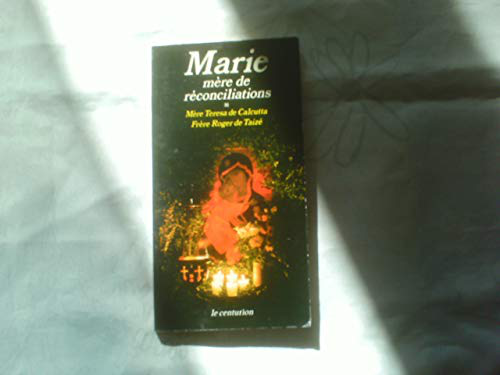 Marie
mère de
réconciliations
Mère Teresa de Calcutta
Frère Roger de Taizé
le centurion